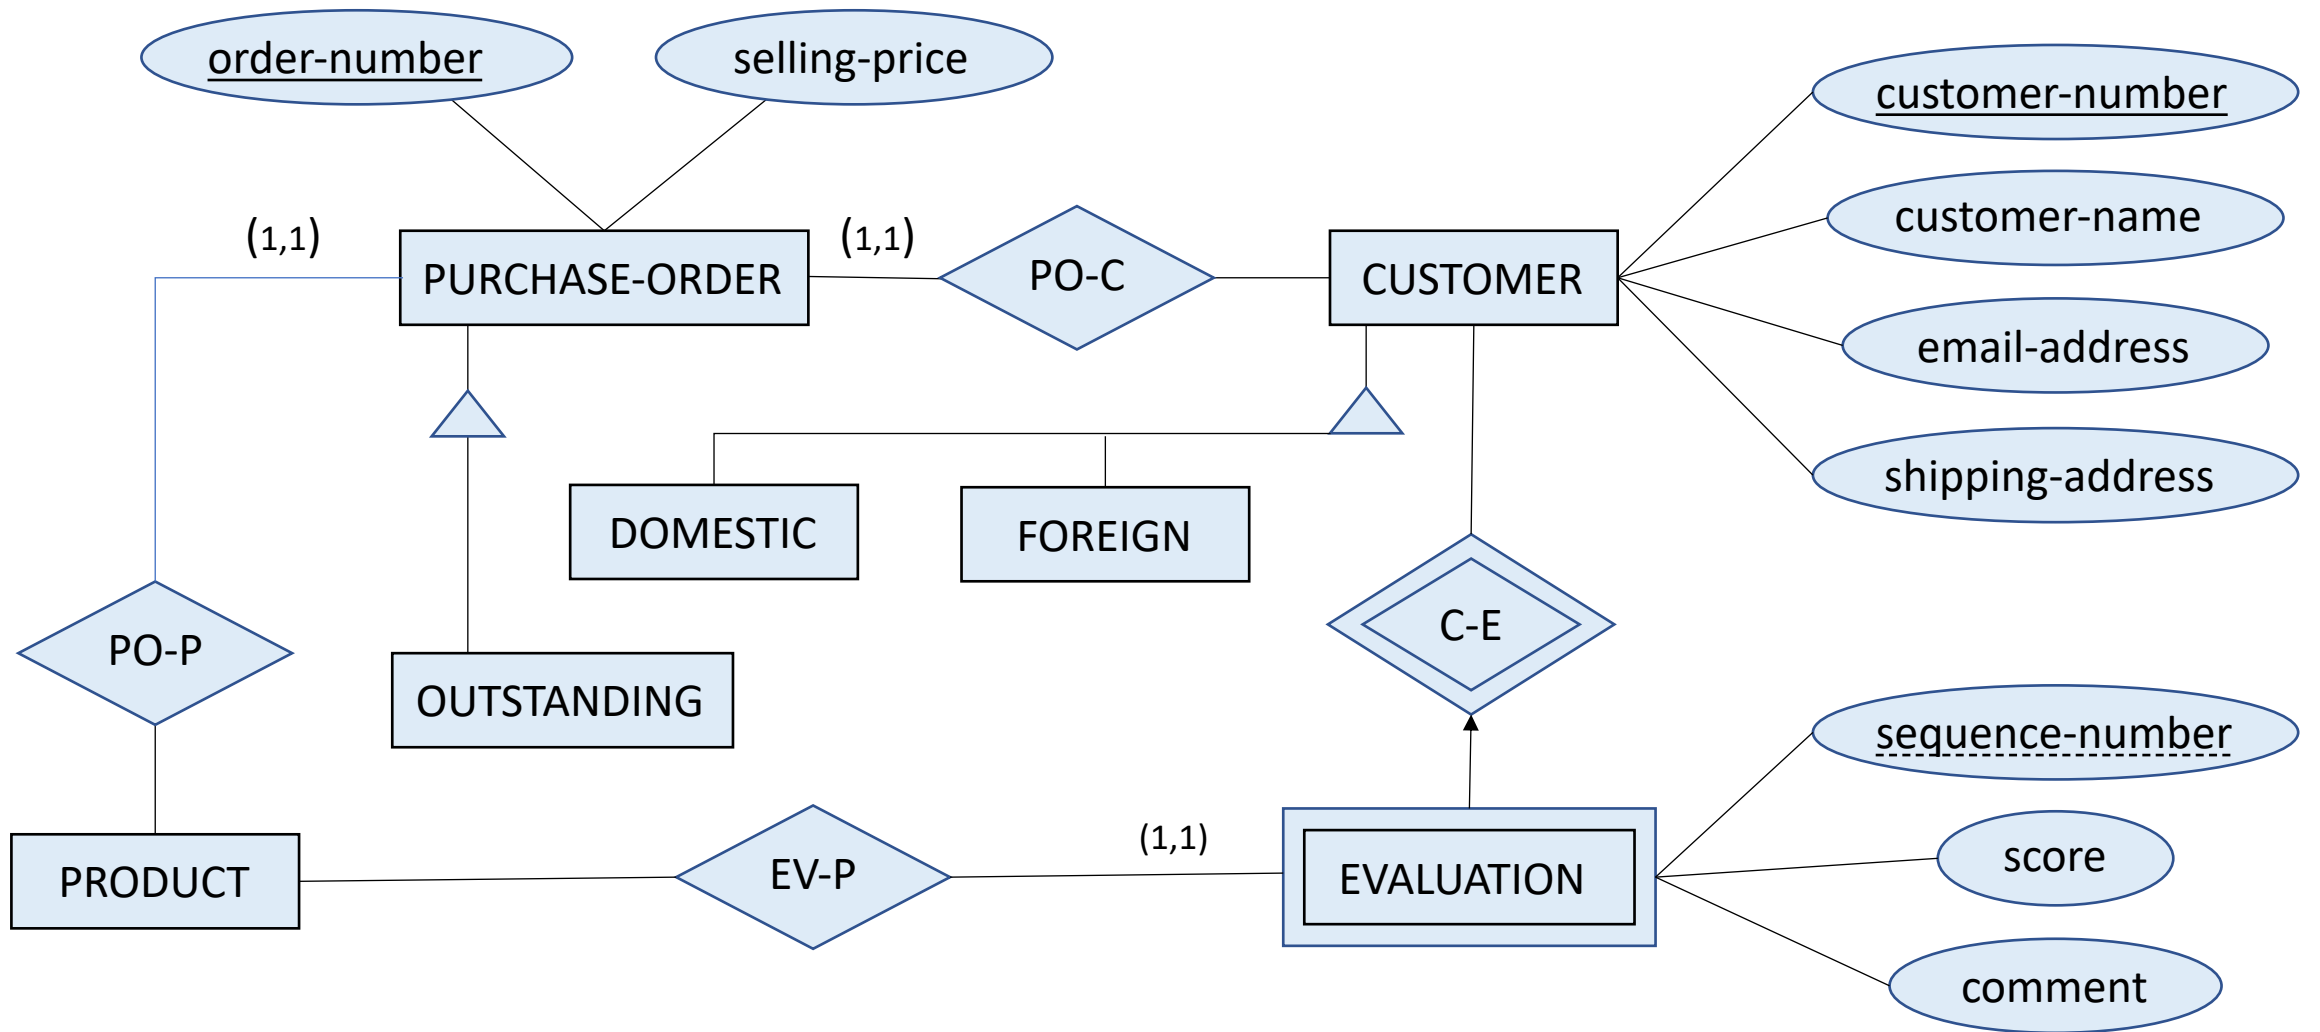 order-number
selling-price
customer-number
customer-name
(1,1)
(1,1)
PURCHASE-ORDER
PO-C
CUSTOMER
email-address
shipping-address
DOMESTIC
FOREIGN
C-E
PO-P
OUTSTANDING
sequence-number
(1,1)
PRODUCT
EV-P
EVALUATION
score
comment